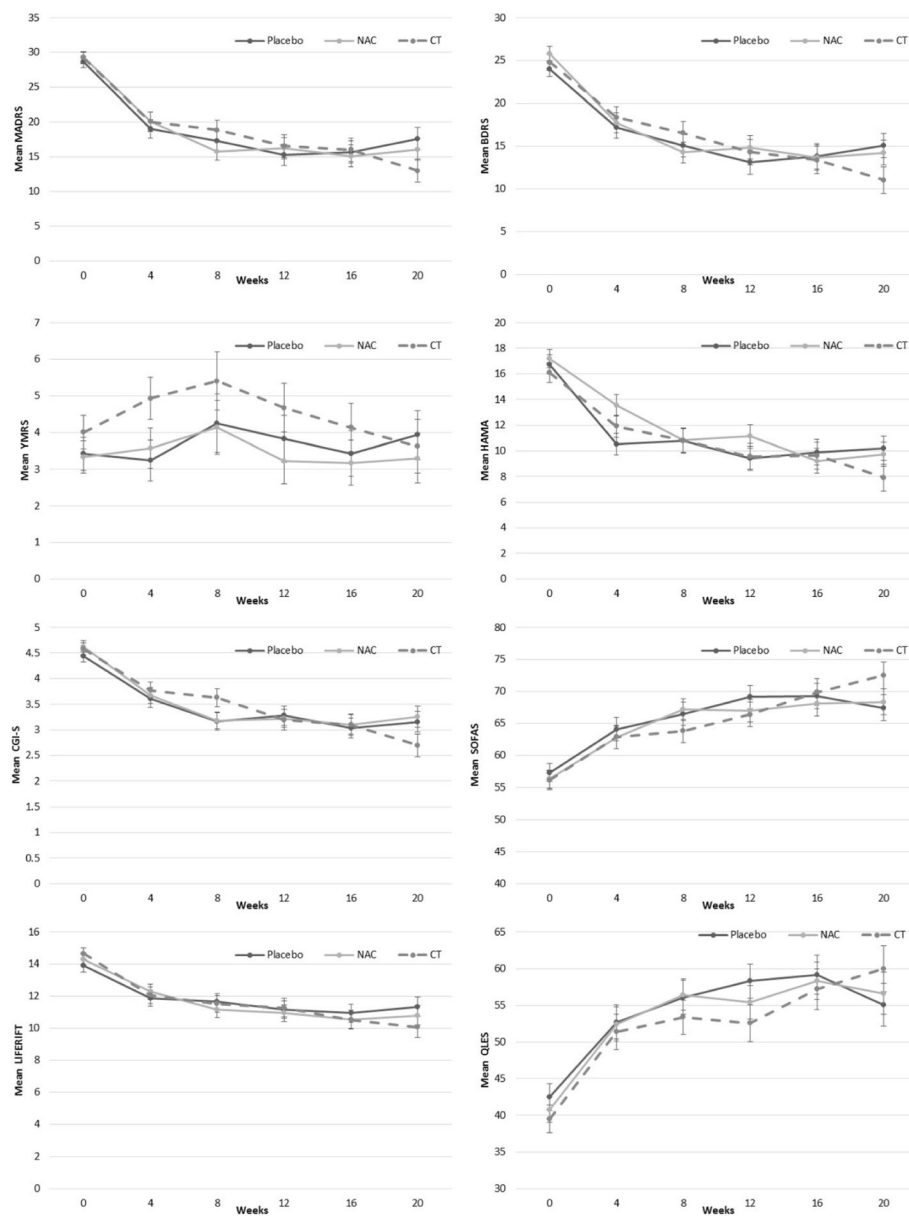 35
30
25
20
15
10
5
0
Mean MADRS
Placebo NAC CT
0 4 8 12 16 20
Weeks
30
25
20
15
10
5
0
Mean BDRS
Placebo NAC CT
0 4 8 12 16 20
Weeks
7
6
5
4
3
2
1
0
Mean YMRS
Placebo NAC CT
0 4 8 12 16 20
Weeks
20
18
16
14
12
10
8
6
4
2
0
Mean HAMA
Placebo NAC CT
0 4 8 12 16 20
Weeks
5
4.5
4
3.5
3
2.5
2
1.5
1
0.5
0
Mean CGI-S
Placebo NAC CT
0 4 8 12 16 20
Weeks
80
75
70
65
60
55
50
45
40
Mean SOFAS
Placebo NAC CT
0 4 8 12 16 20
Weeks
16
14
12
10
8
6
4
2
0
Mean LIFERIFT
Placebo NAC CT
0 4 8 12 16 20
Weeks
65
60
55
50
45
40
35
30
Mean QLES
Placebo NAC CT
0 4 8 12 16 20
Weeks